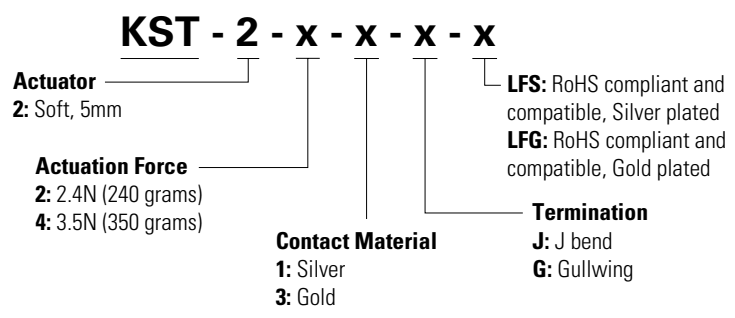 KST - 2 - x - x - x - x
Actuator
2: Soft, 5mm
LFS: RoHS compliant and
compatible, Silver plated
LFG: RoHS compliant and
compatible, Gold plated
Actuation Force
2: 2.4N (240 grams)
4: 3.5N (350 grams)
Contact Material
1: Silver
3: Gold
Termination
J: J bend
G: Gullwing